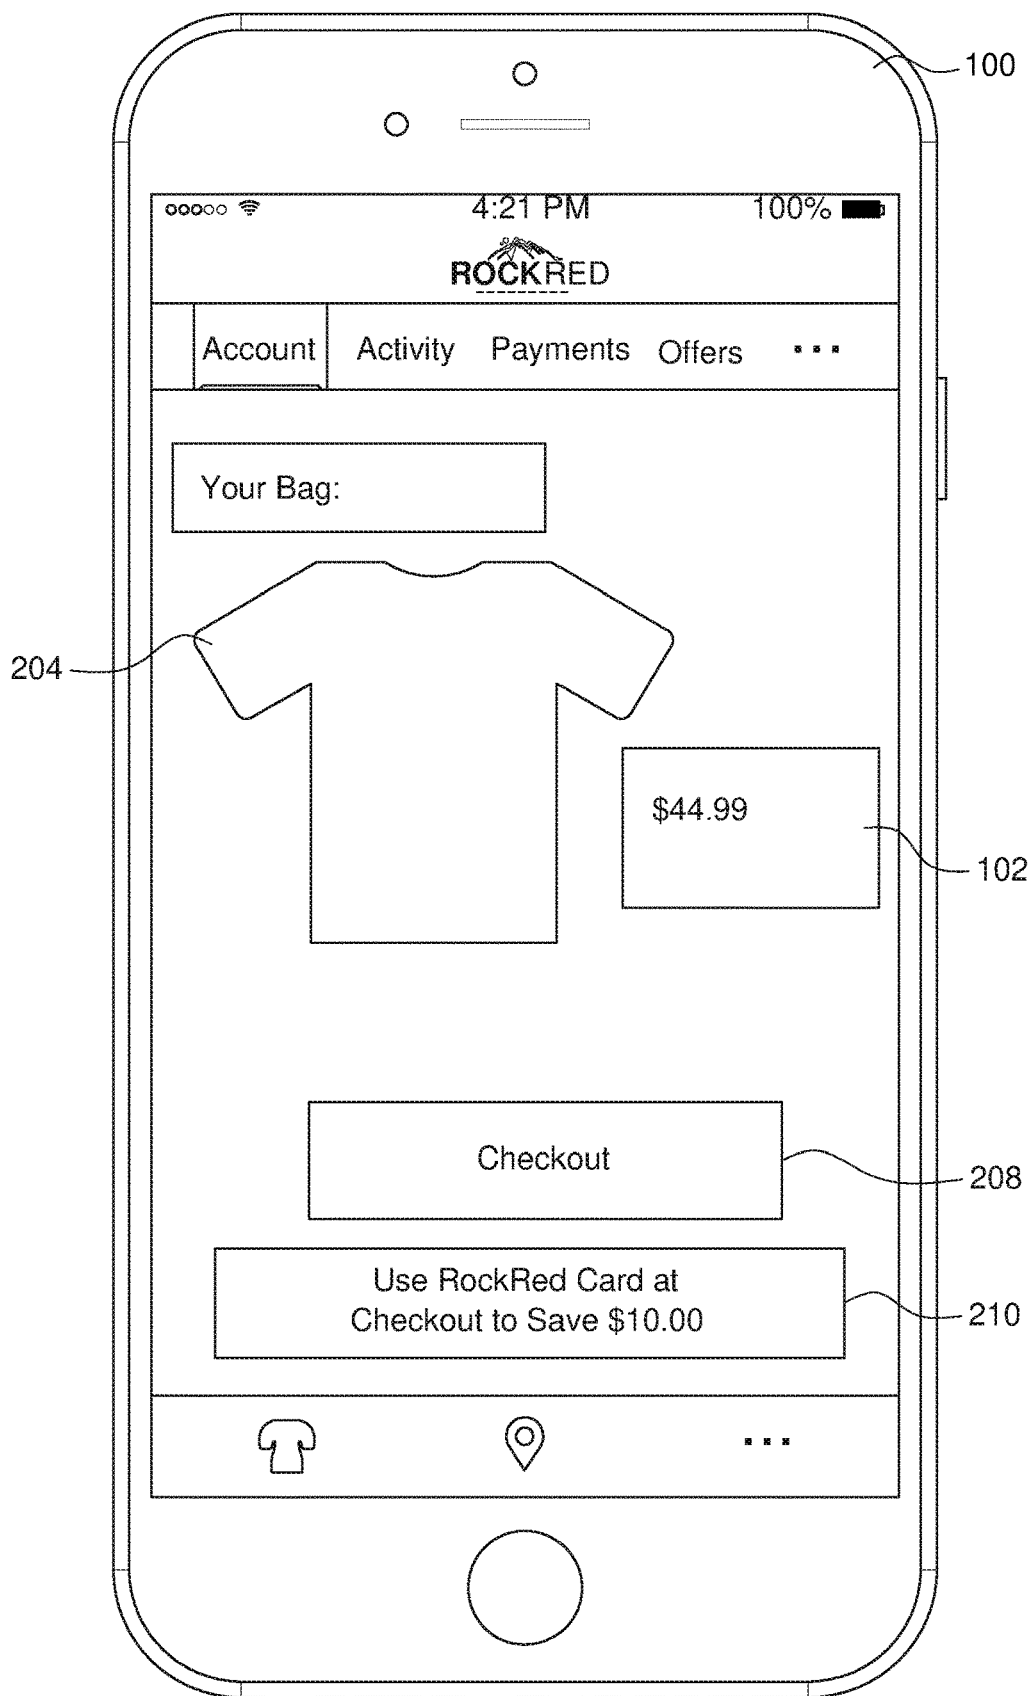 100
4:21 PM 100%
ROCKRED
Account Activity Payments Offers ...
Your Bag:
204
$44.99
102
Checkout
208
Use RockRed Card at
Checkout to Save $10.00
210
...